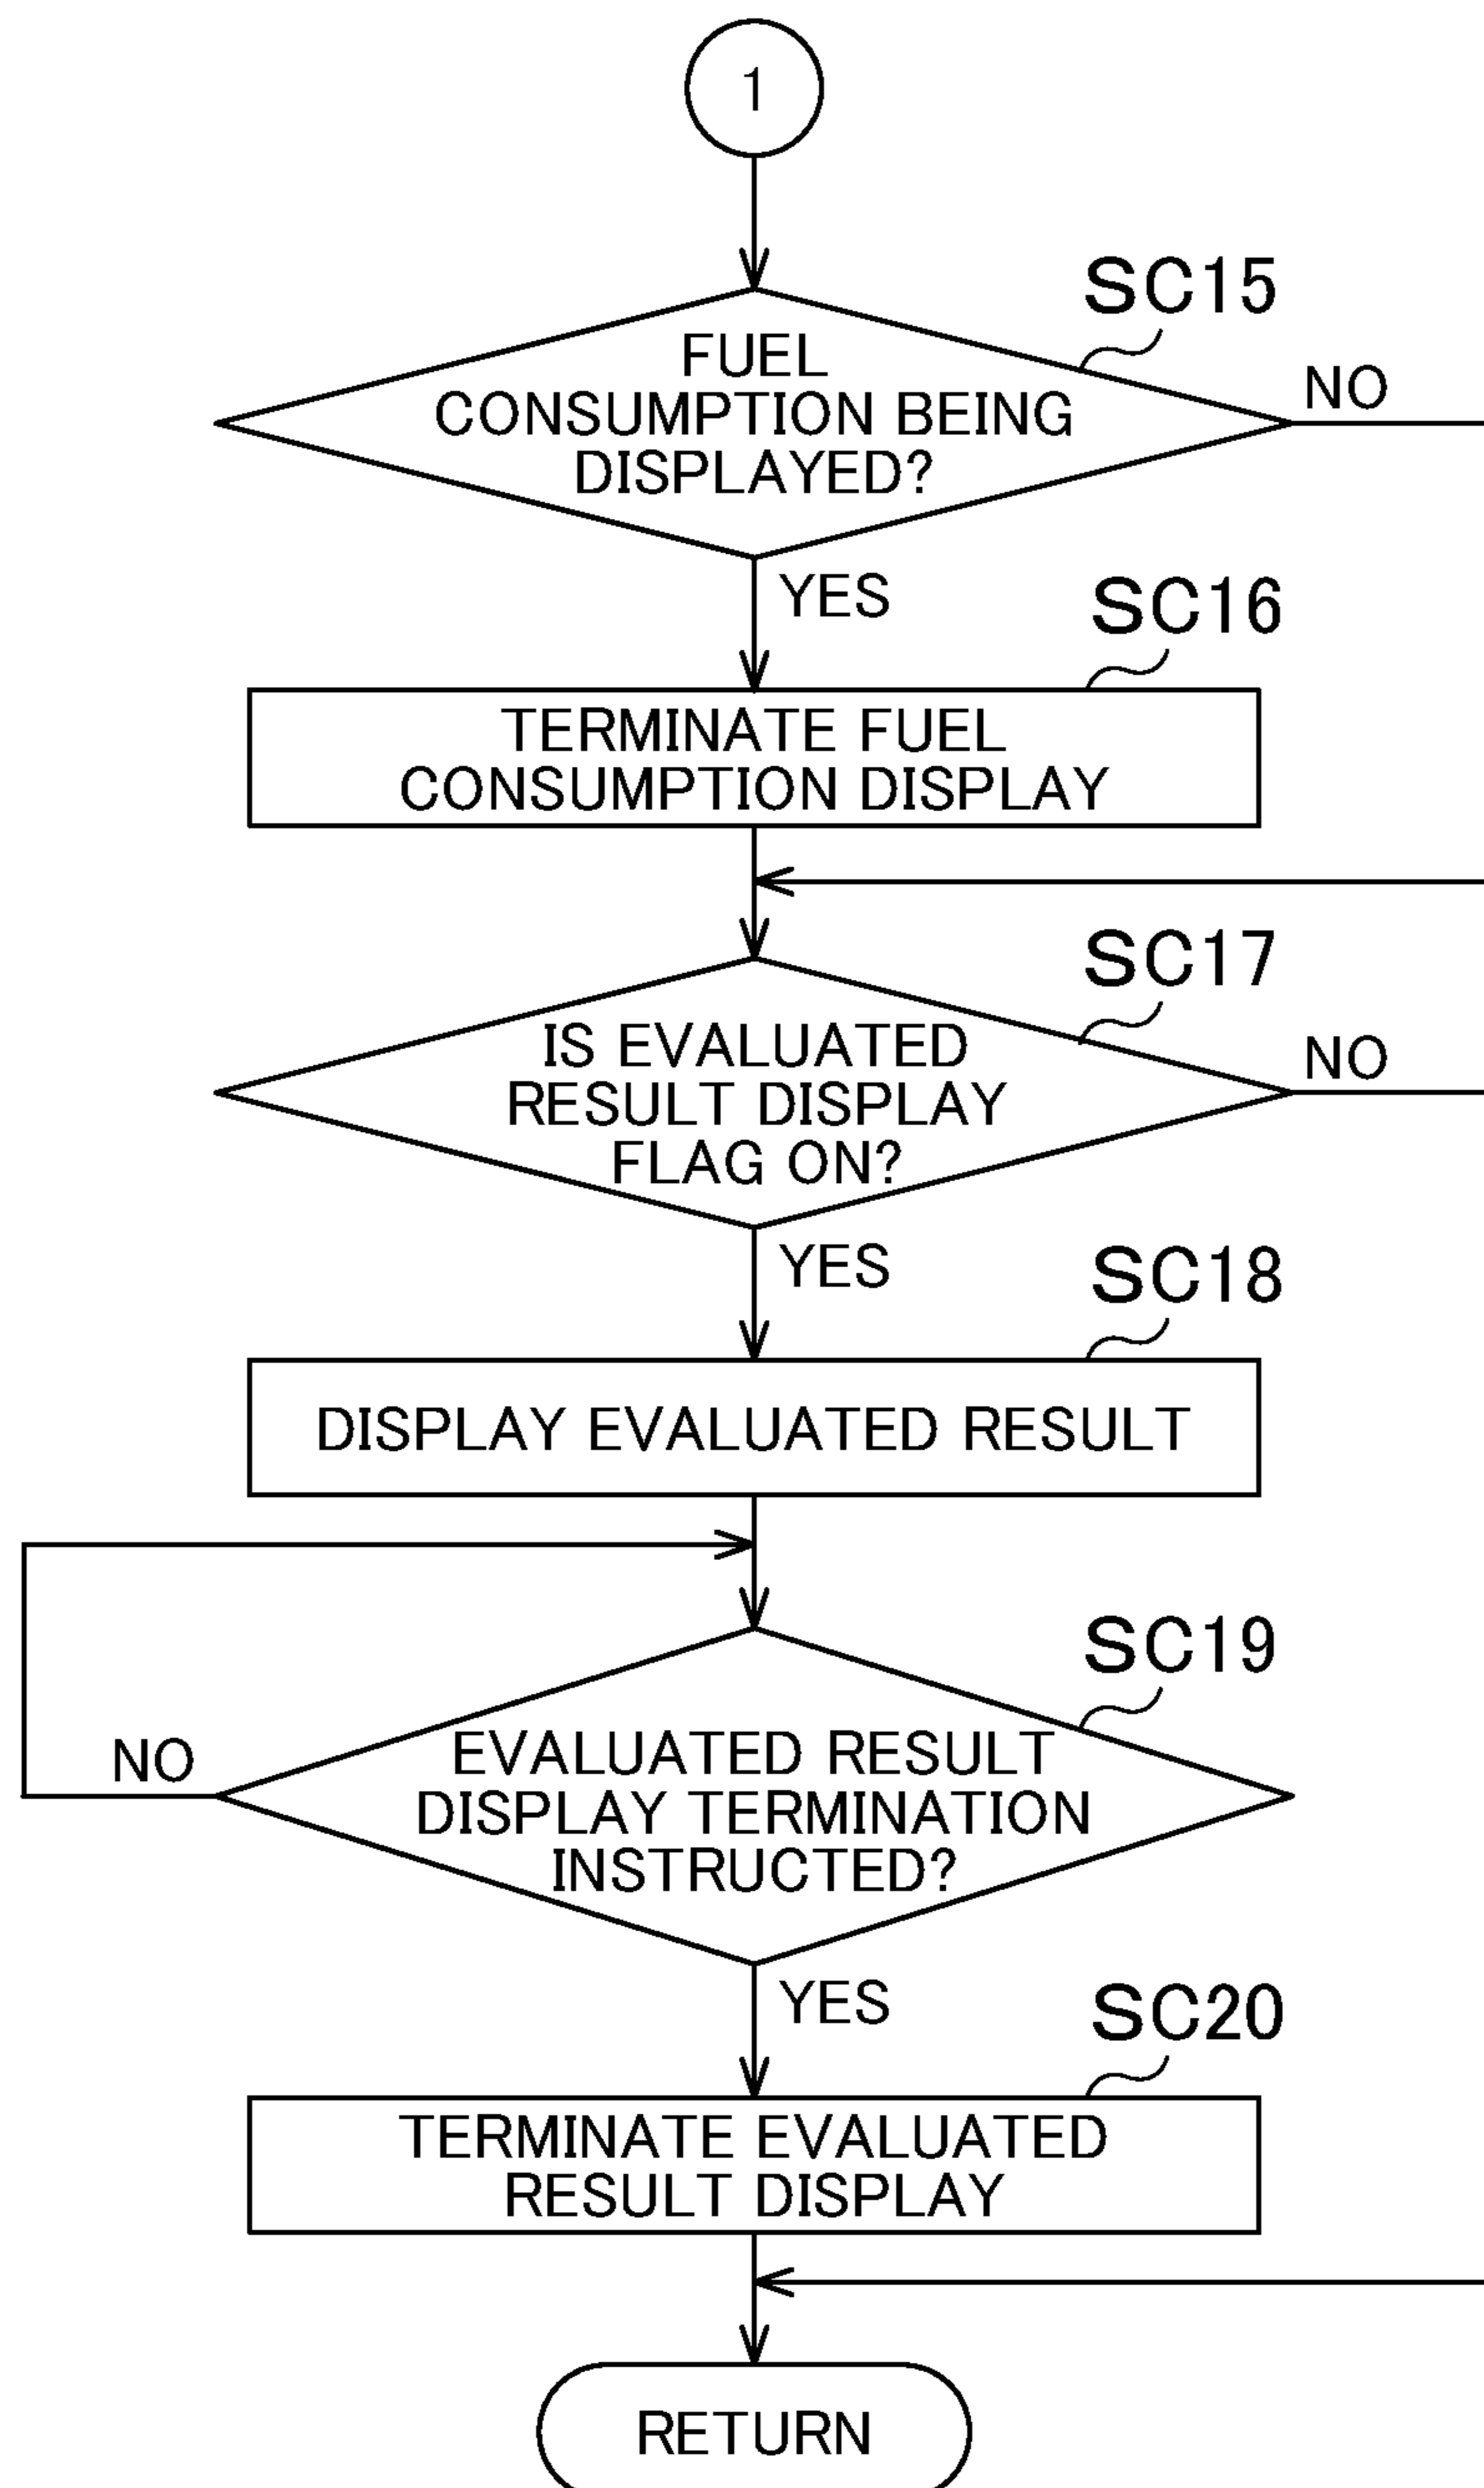 1
SC15
FUEL
CONSUMPTION BEING
DISPLAYED?
NO
YES
SC16
TERMINATE FUEL
CONSUMPTION DISPLAY
SC17
IS EVALUATED
RESULT DISPLAY
FLAG ON?
NO
YES
SC18
DISPLAY EVALUATED RESULT
SC19
EVALUATED RESULT
DISPLAY TERMINATION
INSTRUCTED?
NO
YES
SC20
TERMINATE EVALUATED
RESULT DISPLAY
RETURN